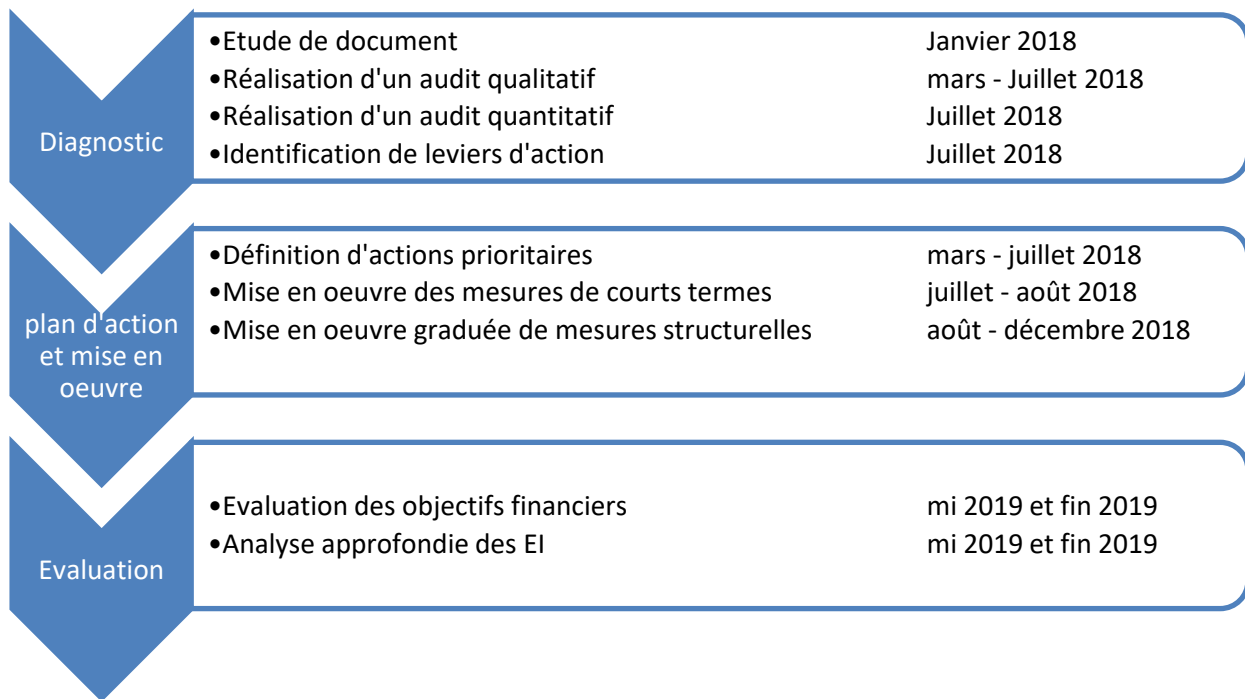 Diagnostic
•Etude de document Janvier 2018
•Réalisation d'un audit qualitatif mars - Juillet 2018
•Réalisation d'un audit quantitatif Juillet 2018
•Identification de leviers d'action Juillet 2018
plan d'action
et mise en
oeuvre
•Définition d'actions prioritaires mars - juillet 2018
•Mise en oeuvre des mesures de courts termes juillet - août 2018
•Mise en oeuvre graduée de mesures structurelles août - décembre 2018
Evaluation
•Evaluation des objectifs financiers mi 2019 et fin 2019
•Analyse approfondie des EI mi 2019 et fin 2019